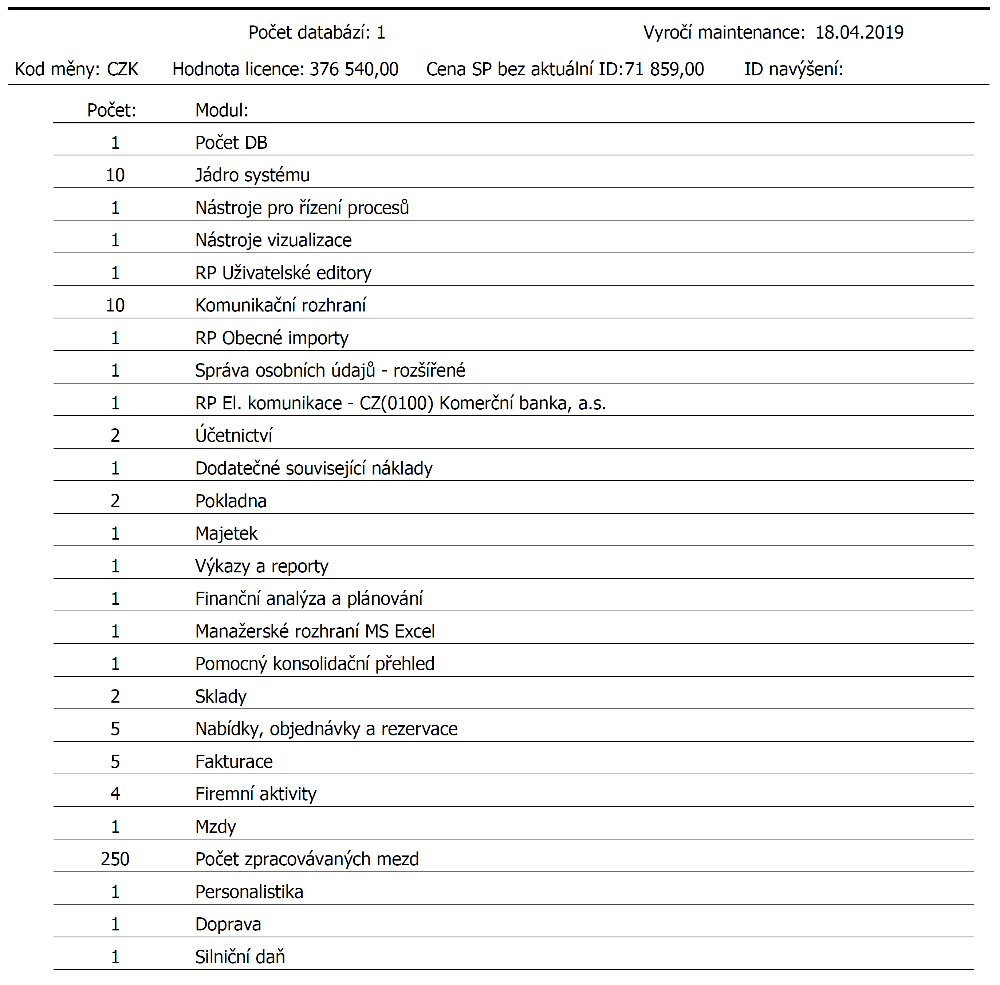 Počet databází: 1 Vyročí maintenance: 18.04.2019
Kod měny: CZK Hodnota licence: 376 540,00 Cena SP bez aktuální ID:71 859,00 ID navýšení:
Počet: Modul:
1 Počet DB
10 Jádro systému
1 Nástroje pro řízení procesů
1 Nástroje vizualizace
1 RP Uživatelské editory
10 Komunikační rozhraní
1 RP Obecné importy
1 Správa osobních údajů - rozšířené
1 RP El. komunikace - CZ(0100) Komerční banka, a.s.
2 Účetnictví
1 Dodatečné související náklady
2 Pokladna
1 Majetek
1 Výkazy a reporty
1 Finanční analýza a plánování
1 Manažerské rozhraní MS Excel
1 Pomocný konsolidační přehled
2 Sklady
5 Nabídky, objednávky a rezervace
5 Fakturace
4 Firemní aktivity
1 Mzdy
250 Počet zpracovávaných mezd
1 Personalistika
1 Doprava
1 Silniční daň